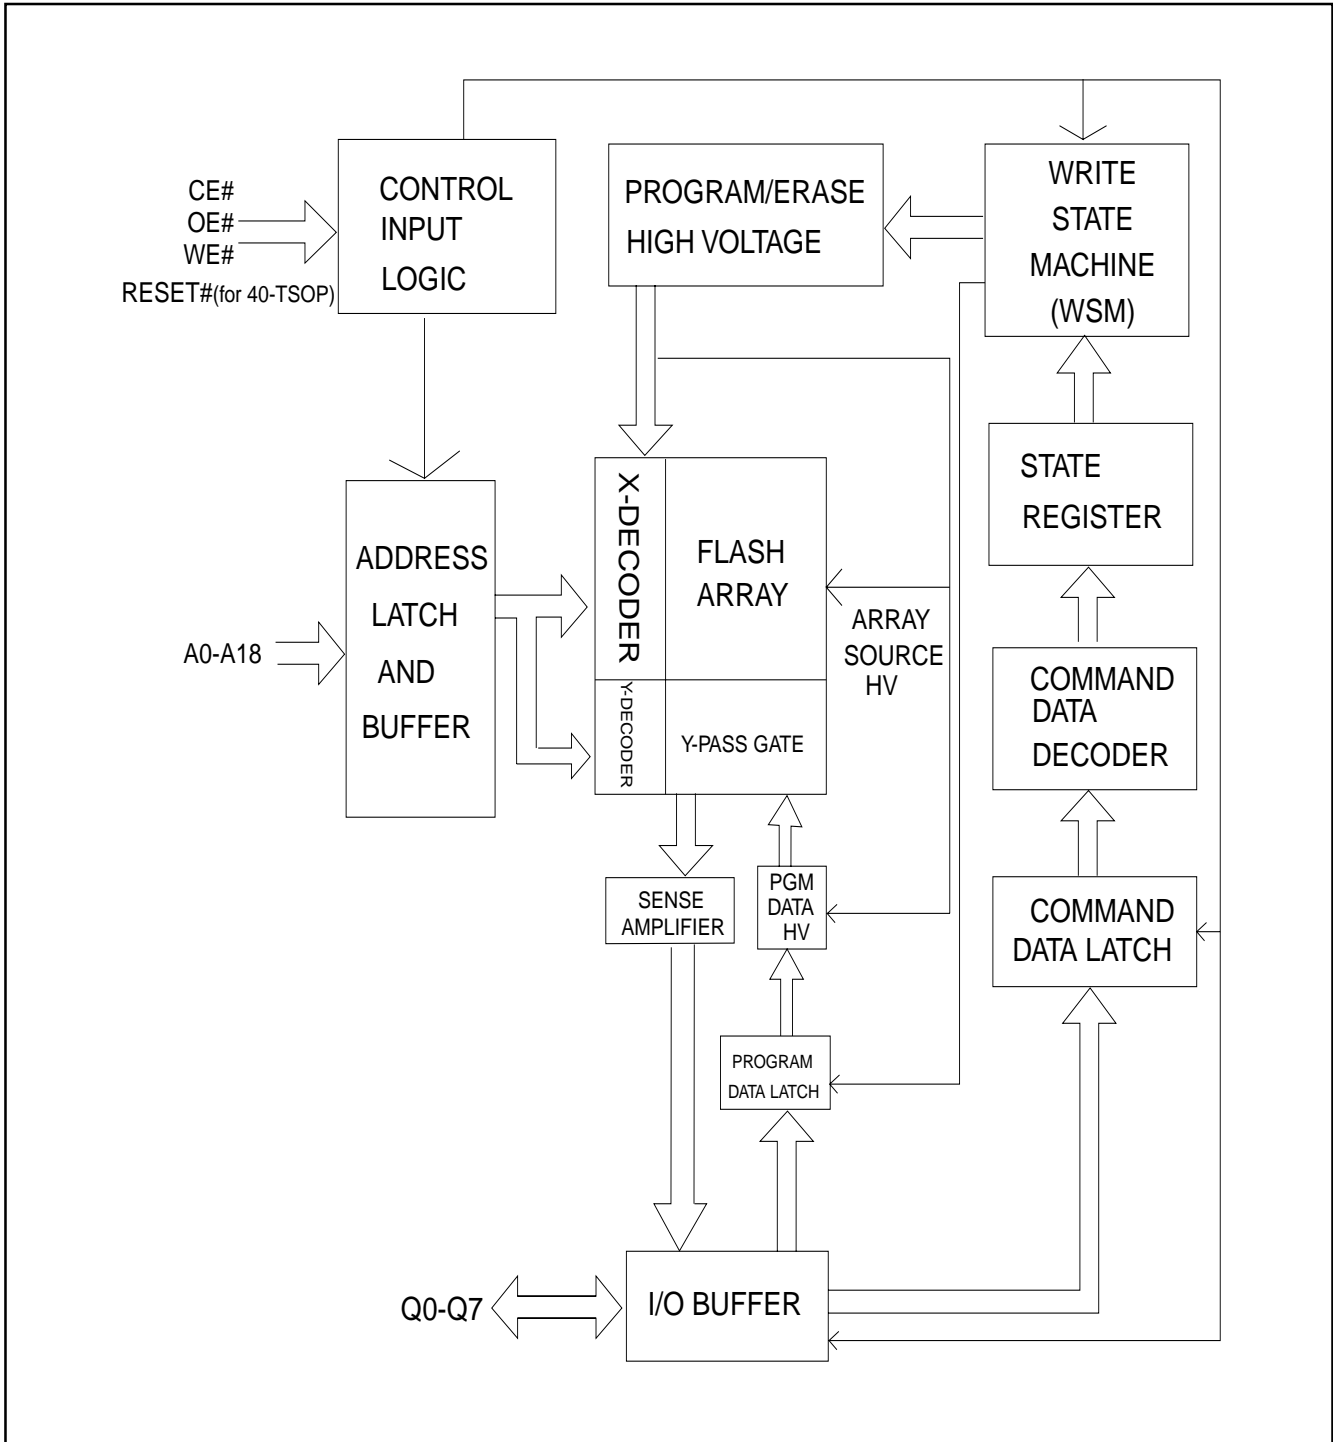 CE#
OE#
WE#
RESET#(for 40-TSOP)
CONTROL
INPUT
LOGIC
PROGRAM/ERASE
HIGH VOLTAGE
WRITE
STATE
MACHINE
(WSM)
STATE
REGISTER
A0-A18
ADDRESS
LATCH
AND
BUFFER
X-DECODER
FLASH
ARRAY
Y-DECODER
Y-PASS GATE
ARRAY
SOURCE
HV
COMMAND
DATA
DECODER
SENSE
AMPLIFIER
PGM
DATA
HV
COMMAND
DATA LATCH
PROGRAM
DATA LATCH
Q0-Q7
I/O BUFFER